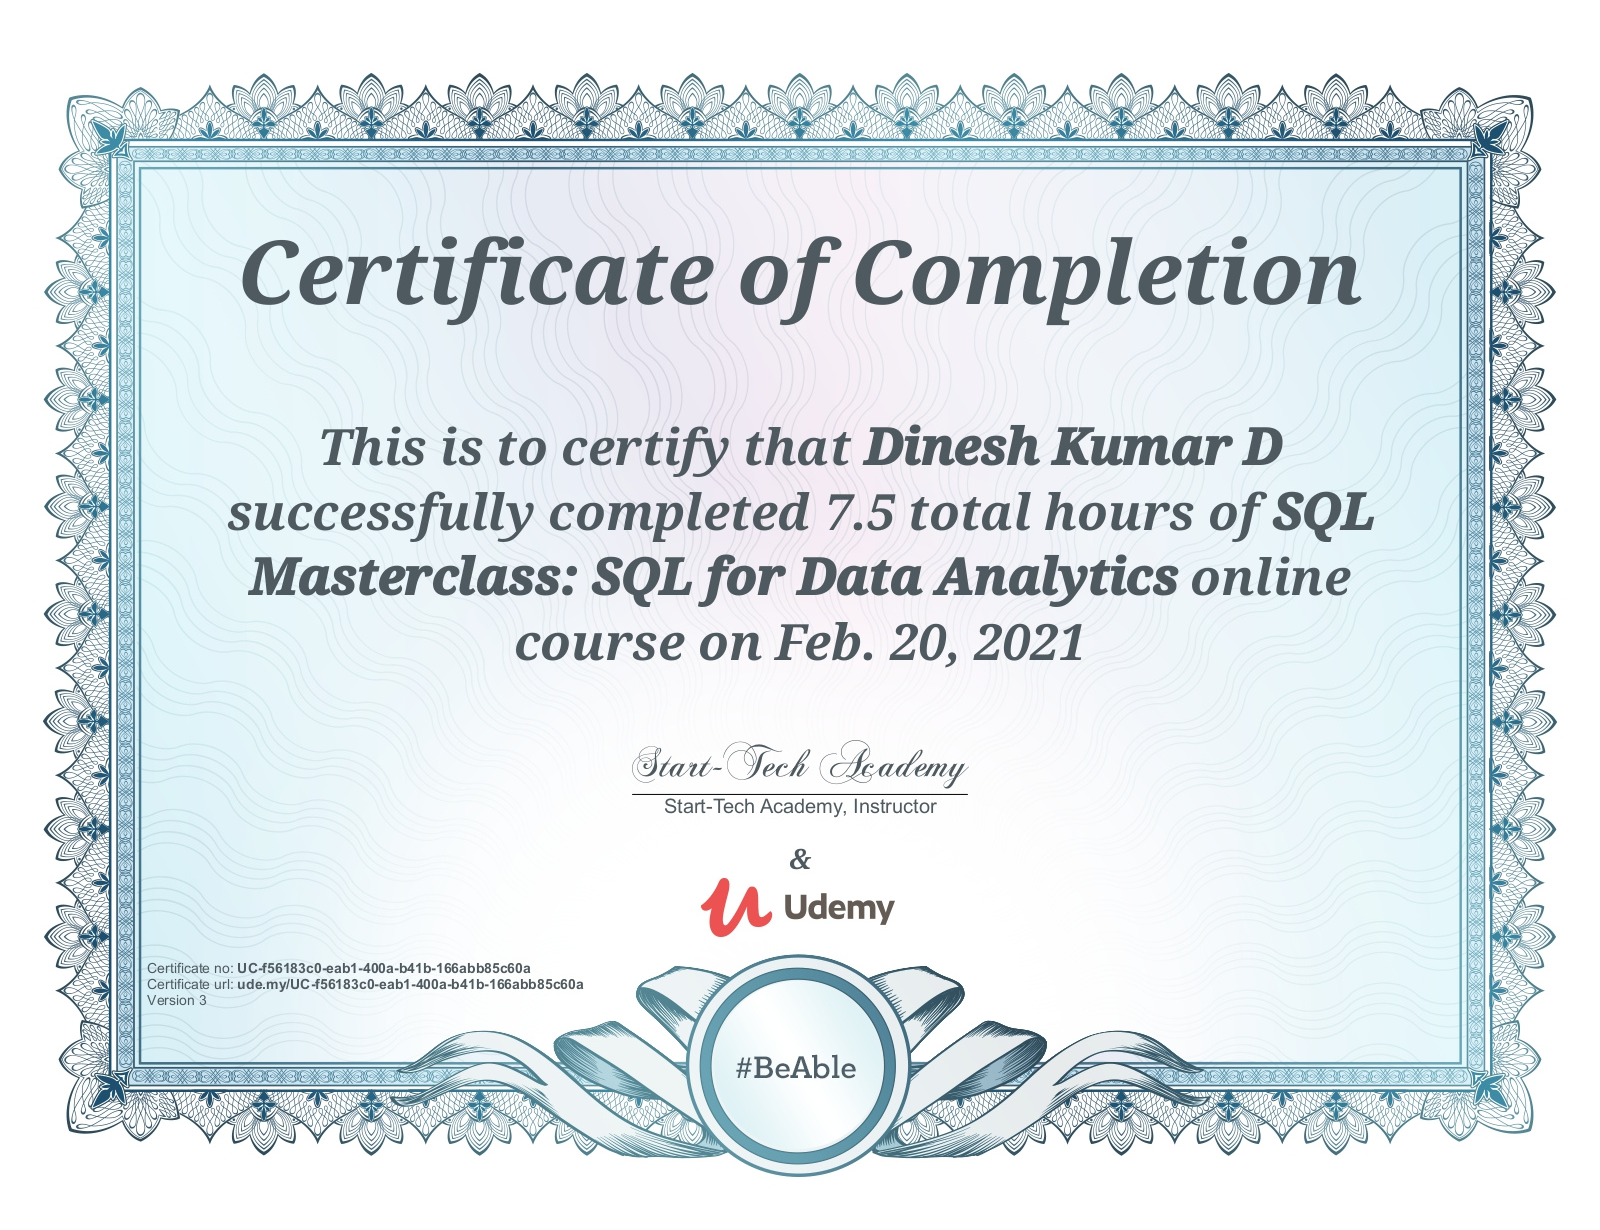 Certificate of Completion
This is to certify that Dinesh Kumar D
successfully completed 7.5 total hours of SQL
Masterclass: SQL for Data Analytics online
course on Feb. 20, 2021
Start-Tech Academy
Start-Tech Academy, Instructor
&
Udemy
Certificate no: UC-f56183c0-eab1-400a-b41b-166abb85c60a
Certificate url: ude.my/UC-f56183c0-eab1-400a-b41b-166abb85c60a
Version 3
#BeAble